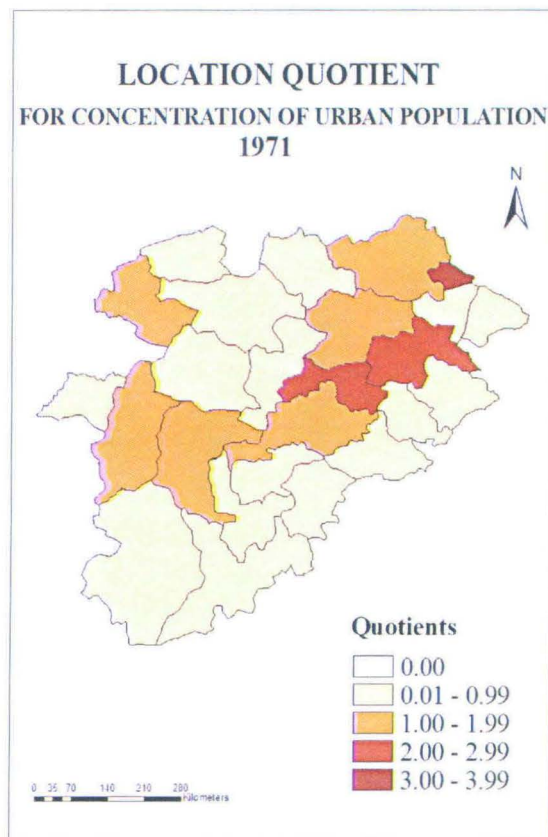 LOCATION QUOTIENT
FOR CONCENTRATION OF URBAN POPULATION
1971
N
Quotients
0.00
0.01 - 0.99
1.00 - 1.99
2.00 - 2.99
3.00 - 3.99
0 35 70 140 210 280
Kilometers